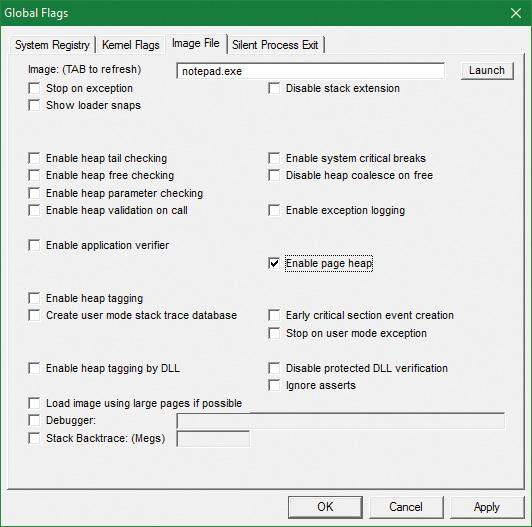 Global Flags
System Registry Kernel Flags Image File Silent Process Exit
Image: (TAB to refresh) notepad.exe Launch
Stop on exception Disable stack extension
Show loader snaps
Enable heap tail checking Enable system critical breaks
Enable heap free checking Disable heap coalesce on free
Enable heap parameter checking
Enable heap validation on call Enable exception logging
Enable application verifier
Enable page heap
Enable heap tagging
Create user mode stack trace database Early critical section event creation
Stop on user mode exception
Enable heap tagging by DLL Disable protected DLL verification
Ignore asserts
Load image using large pages if possible
Debugger:
Stack Backtrace: (Megs)
OK Cancel Apply